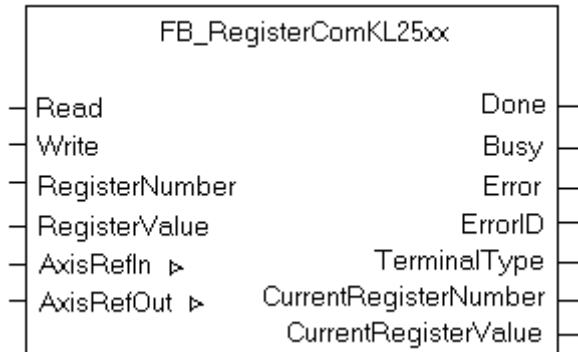 FB_RegisterComKL25xx
Read Done
Write Busy
RegisterNumber Error
RegisterValue ErrorID
AxisRefIn TerminalType
AxisRefOut CurrentRegisterNumber
CurrentRegisterValue